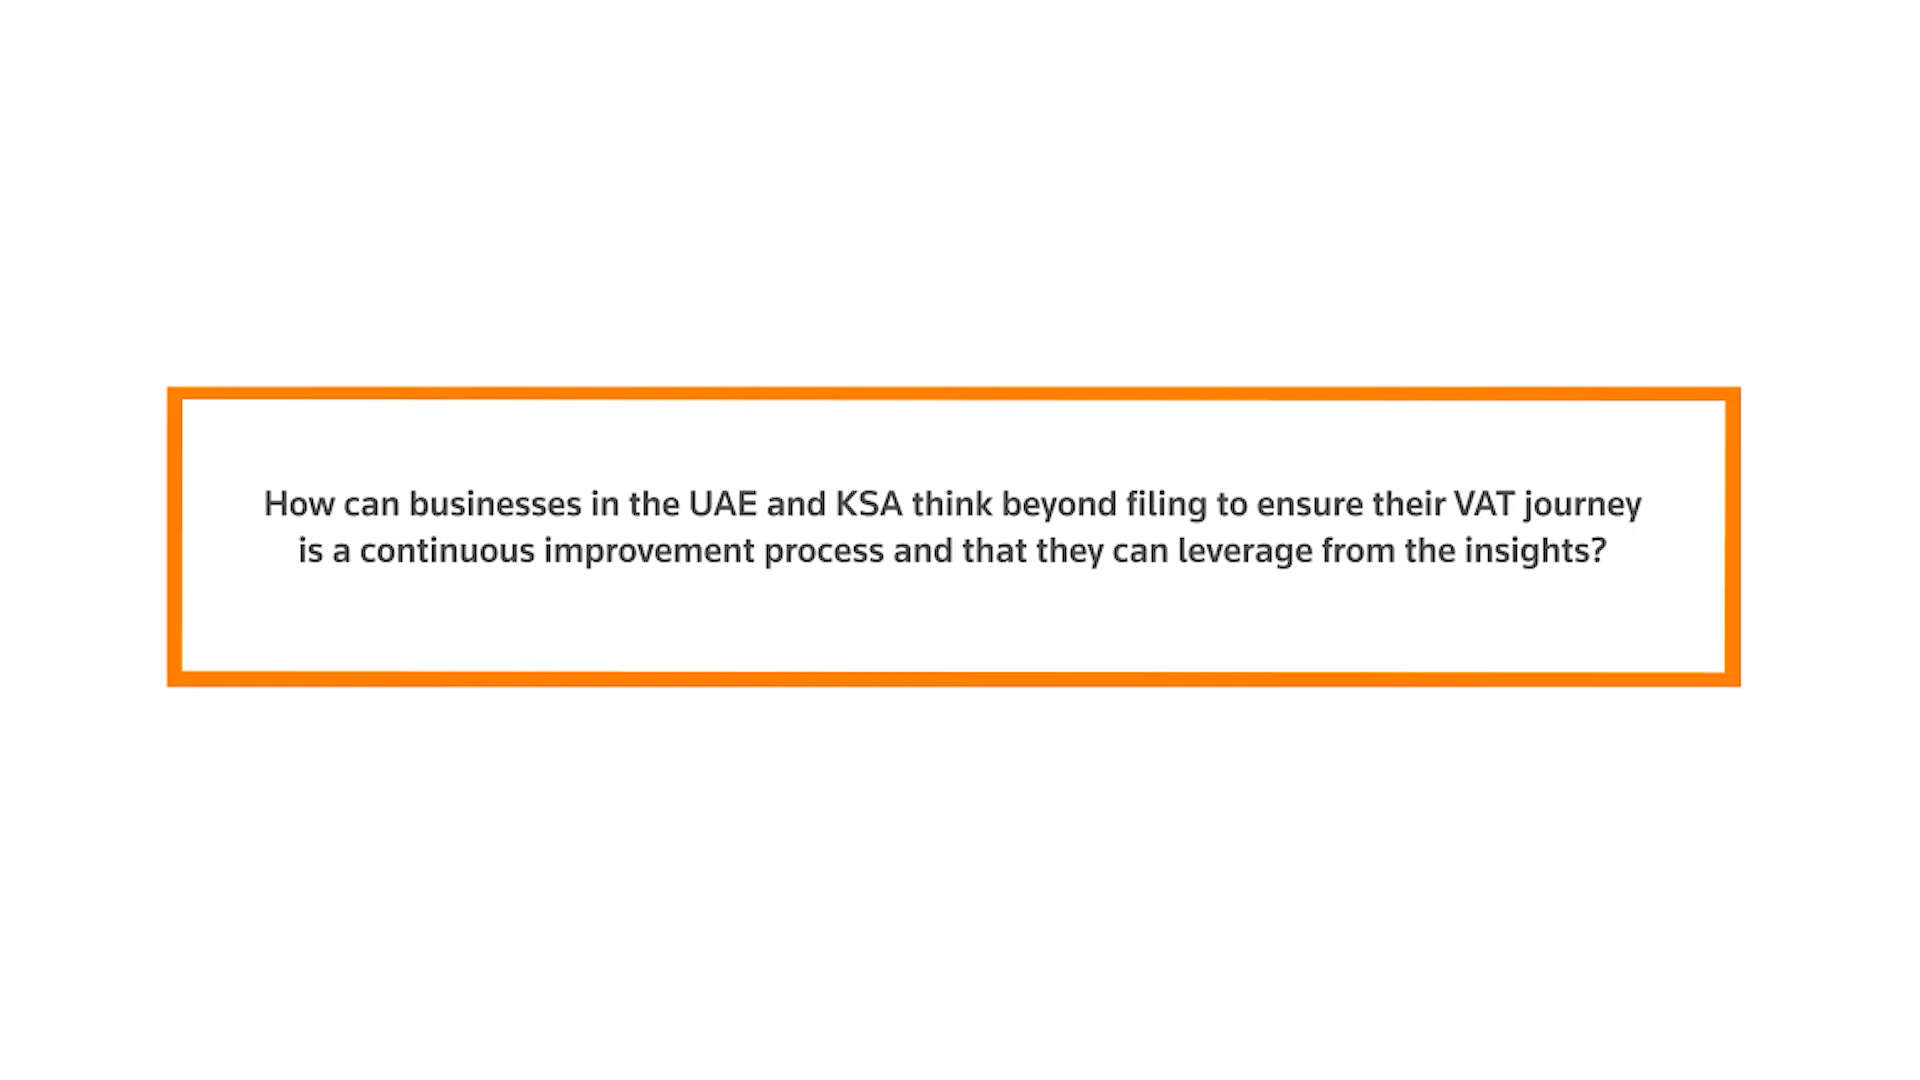 How can businesses in the UAE and KSA think beyond filing to ensure their VAT journey
is a continuous improvement process and that they can leverage from the insights?